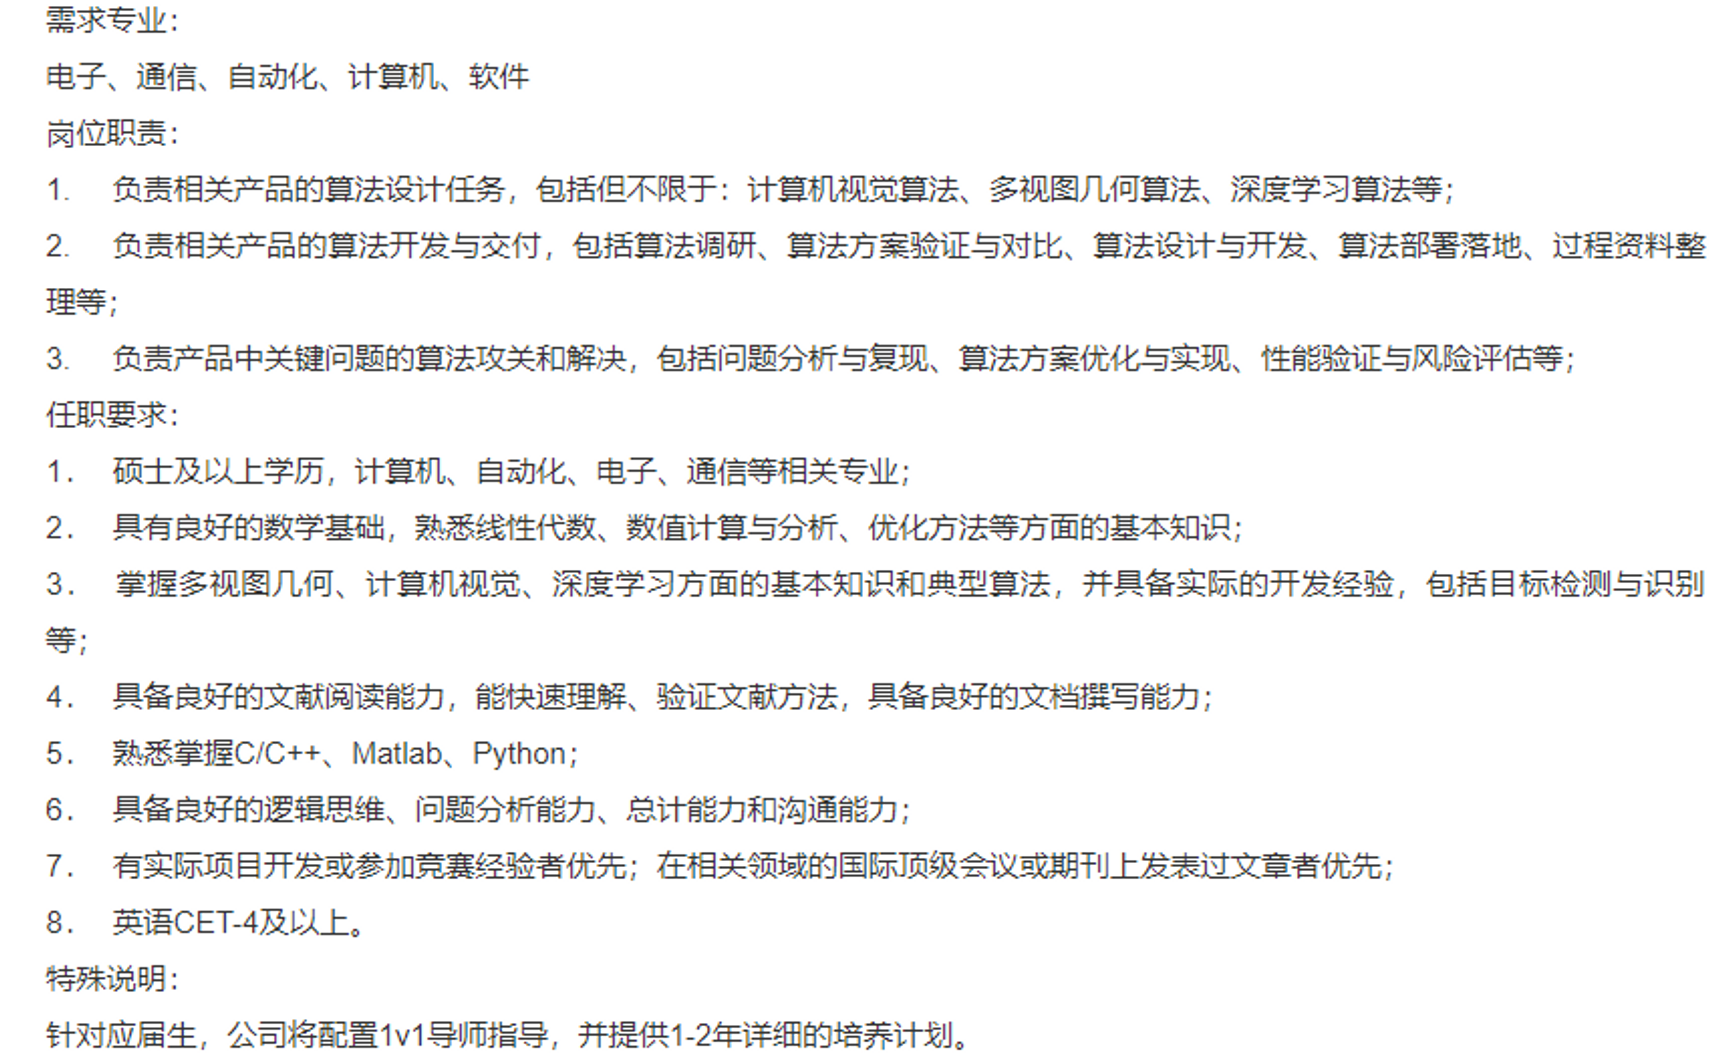 需求专业：
电子、通信、自动化、计算机、软件
岗位职责：
1. 负责相关产品的算法设计任务，包括但不限于：计算机视觉算法、多视图几何算法、深度学习算法等；
2. 负责相关产品的算法开发与交付，包括算法调研、算法方案验证与对比、算法设计与开发、算法部署落地、过程资料整
理等；
3. 负责产品中关键问题的算法攻关和解决，包括问题分析与复现、算法方案优化与实现、性能验证与风险评估等；
任职要求：
1． 硕士及以上学历，计算机、自动化、电子、通信等相关专业；
2． 具有良好的数学基础，熟悉线性代数、数值计算与分析、优化方法等方面的基本知识；
3． 掌握多视图几何、计算机视觉、深度学习方面的基本知识和典型算法，并具备实际的开发经验，包括目标检测与识别
等；
4． 具备良好的文献阅读能力，能快速理解、验证文献方法，具备良好的文档撰写能力；
5． 熟悉掌握C/C++、Matlab、Python；
6． 具备良好的逻辑思维、问题分析能力、总计能力和沟通能力；
7． 有实际项目开发或参加竞赛经验者优先；在相关领域的国际顶级会议或期刊上发表过文章者优先；
8． 英语CET-4及以上。
特殊说明：
针对应届生，公司将配置1v1导师指导，并提供1-2年详细的培养计划。